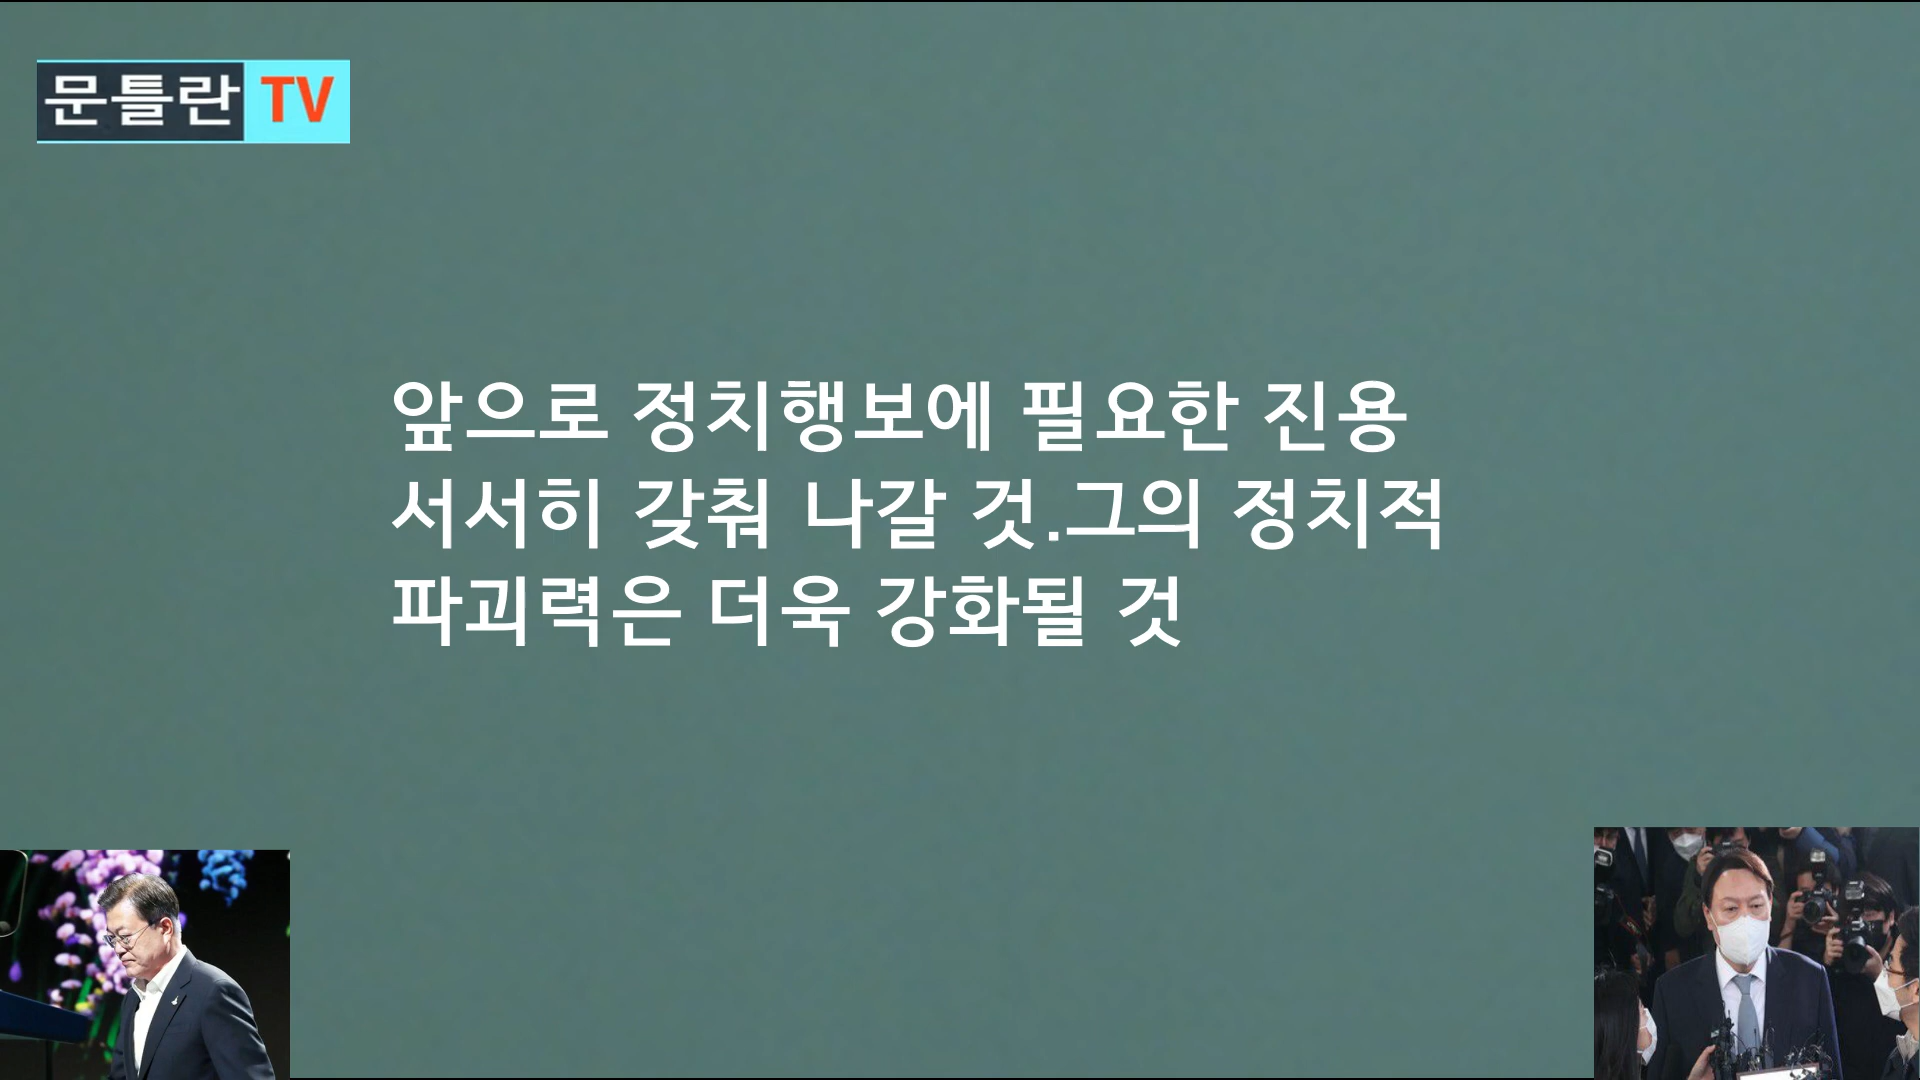 문틀란 TV
앞으로 정치행보에 필요한 진용
서서히 갖춰 나갈 것.그의 정치적
파괴력은 더욱 강화될 것